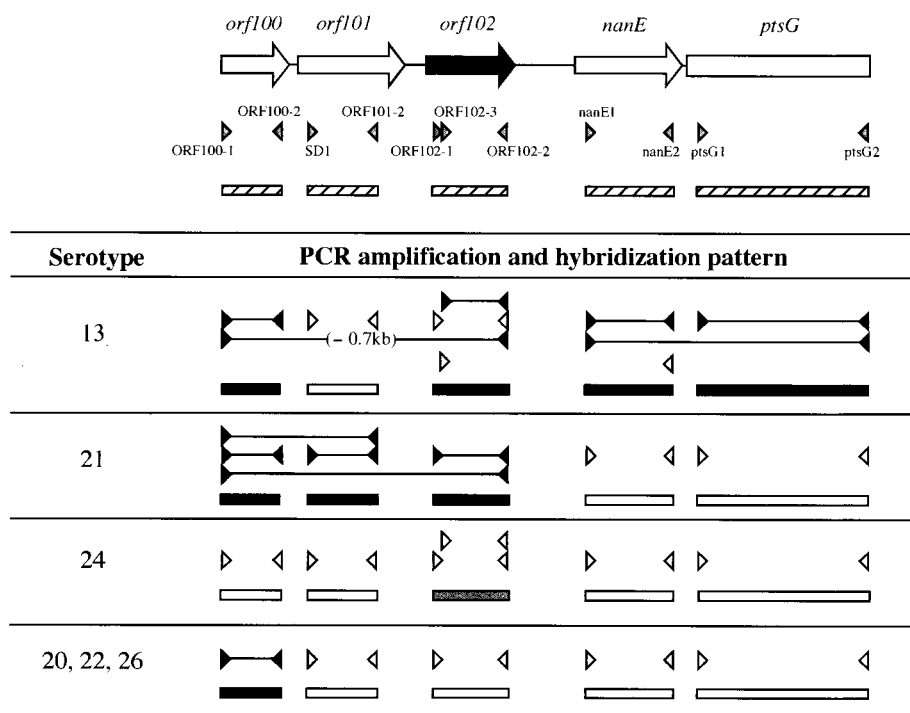 orf100 orf101 orf102 nanE ptsG
ORF100-2 ORF101-2 ORF102-3 nanE1
ORF100-1 SD1 ORF102-1 ORF102-2 nanE2 ptsG1 ptsG2
Serotype PCR amplification and hybridization pattern
13
(- 0.7kb)
21
24
20, 22, 26